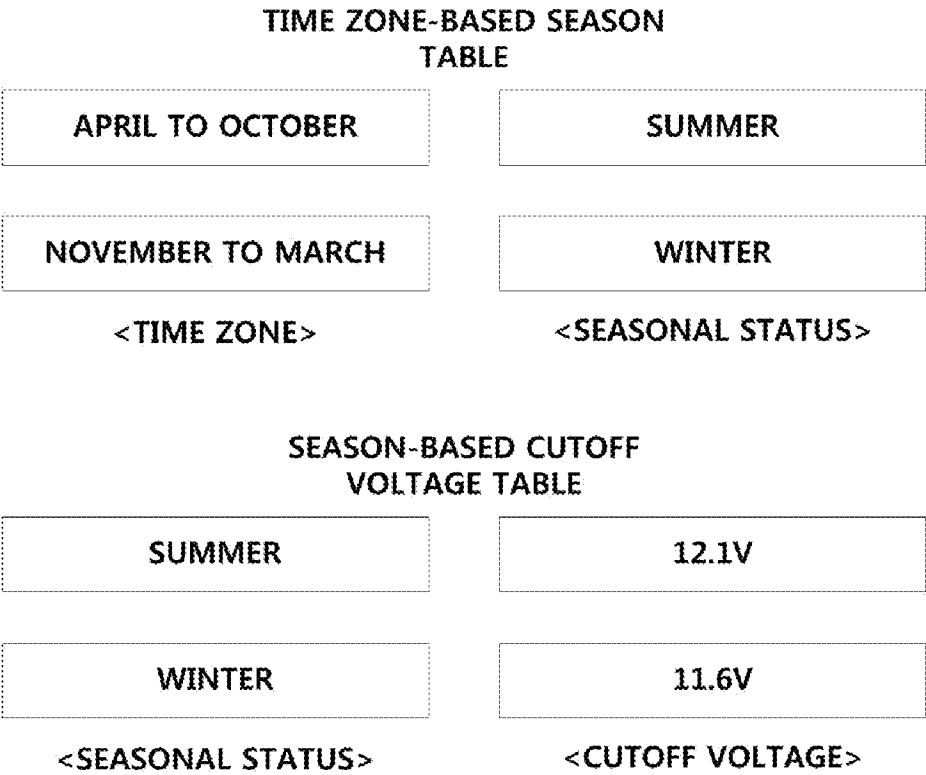 TIME ZONE-BASED SEASON
TABLE
APRIL TO OCTOBER
SUMMER
NOVEMBER TO MARCH
WINTER
<TIME ZONE>
<SEASONAL STATUS>
SEASON-BASED CUTOFF
VOLTAGE TABLE
SUMMER
12.1V
WINTER
11.6V
<SEASONAL STATUS>
<CUTOFF VOLTAGE>